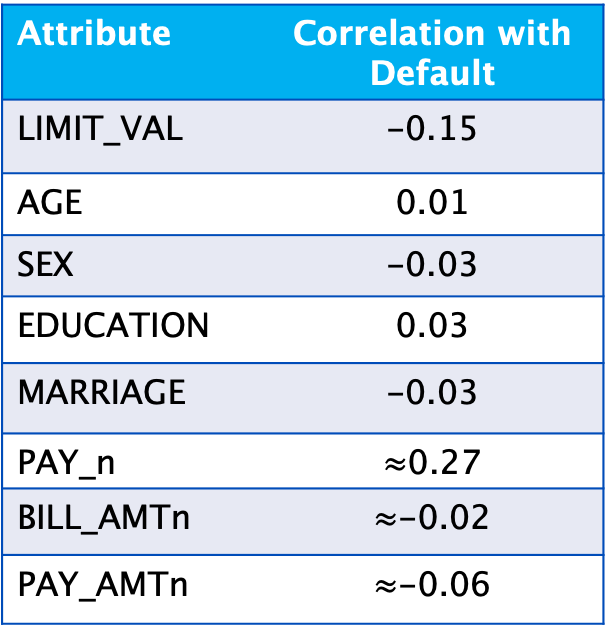 Attribute Correlation with
Default
LIMIT_VAL -0.15
AGE 0.01
SEX -0.03
EDUCATION 0.03
MARRIAGE -0.03
PAY_n ≈0.27
BILL_AMTn ≈-0.02
PAY_AMTn ≈-0.06